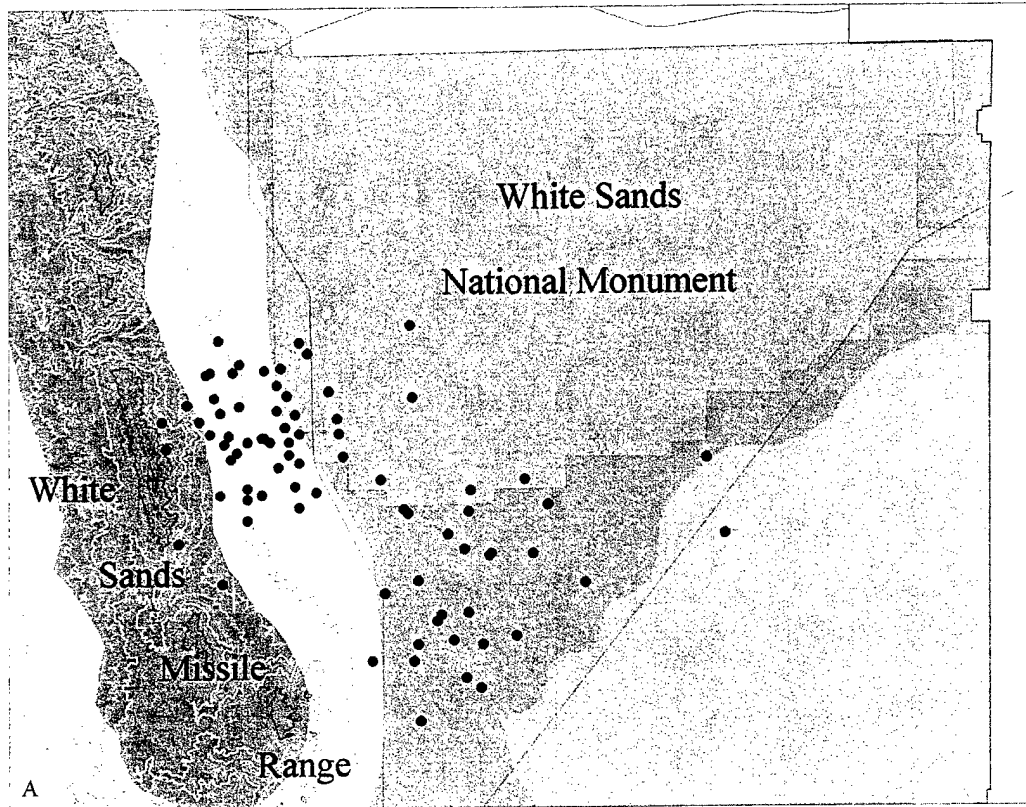 White Sands
National Monument
White
Sands
Missile
Range
A